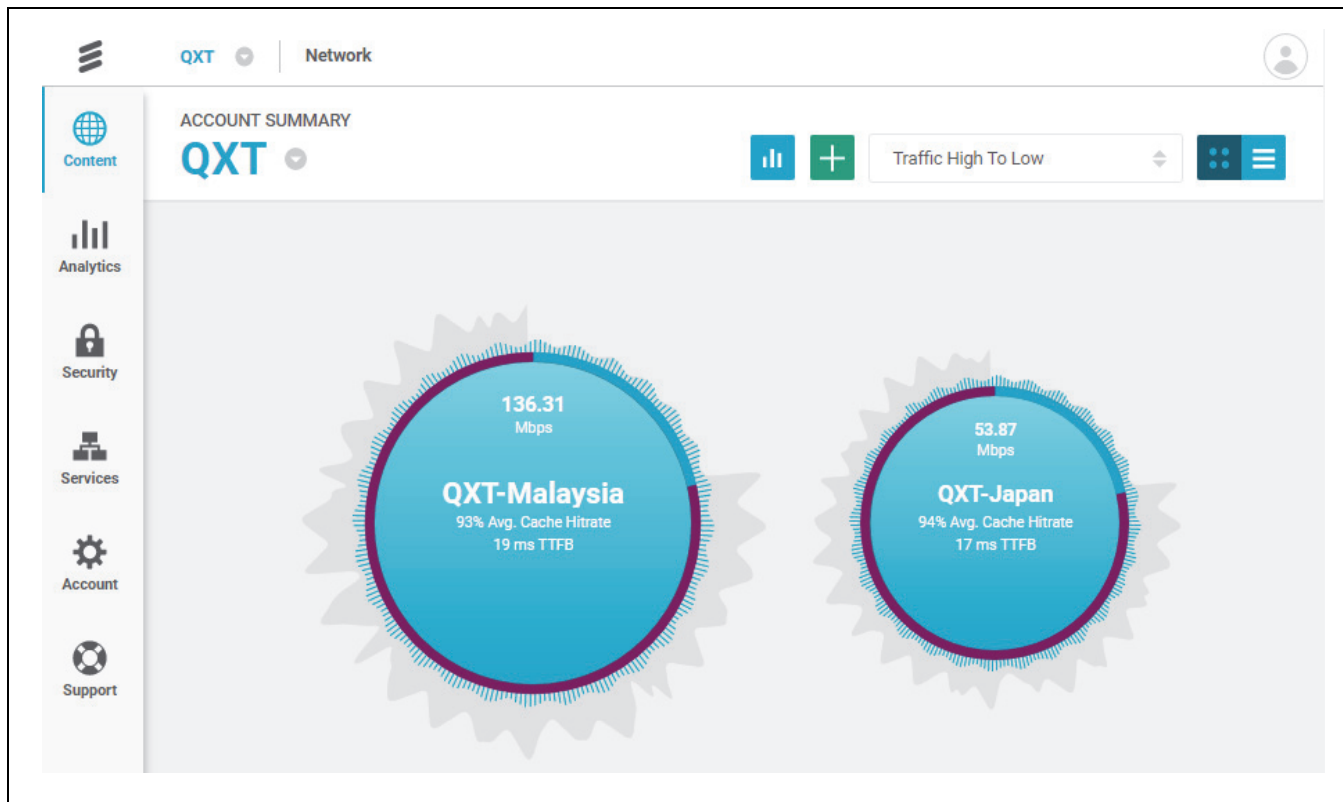 QXT
Network
ACCOUNT SUMMARY
QXT
Traffic High To Low
Content
Analytics
Security
Services
Account
Support
136.31
Mbps
QXT-Malaysia
93% Avg. Cache Hitrate
19 ms TTFB
53.87
Mbps
QXT-Japan
94% Avg. Cache Hitrate
17 ms TTFB